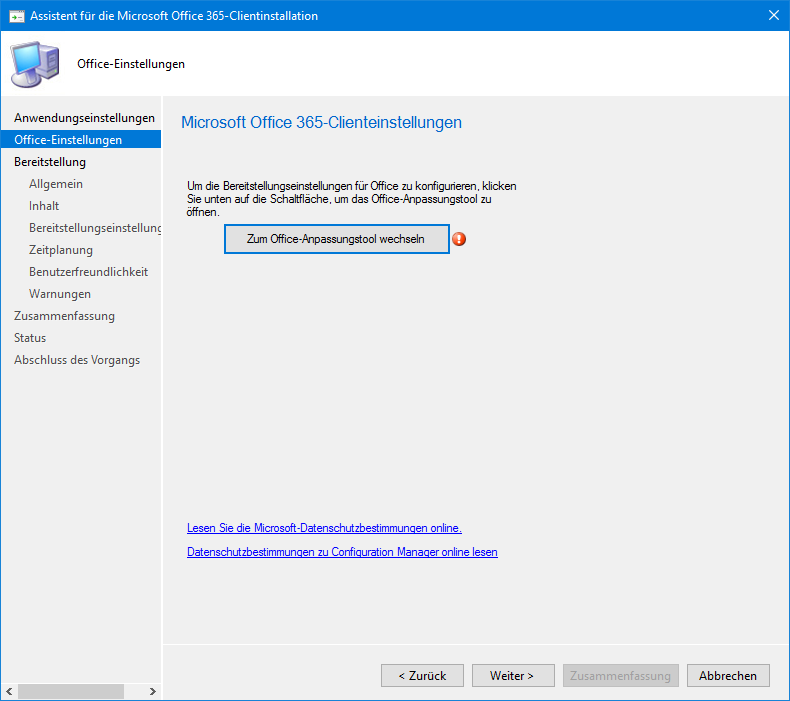 Assistent für die Microsoft Office 365-Clientinstallation
Office-Einstellungen
Anwendungseinstellungen
Office-Einstellungen
Bereitstellung
Allgemein
Inhalt
Bereitstellungseinstellung
Zeitplanung
Benutzerfreundlichkeit
Warnungen
Zusammenfassung
Status
Abschluss des Vorgangs
Microsoft Office 365-Clienteinstellungen
Um die Bereitstellungseinstellungen für Office zu konfigurieren, klicken
Sie unten auf die Schaltfläche, um das Office-Anpassungstool zu
öffnen.
Zum Office-Anpassungstool wechseln
Lesen Sie die Microsoft-Datenschutzbestimmungen online.
Datenschutzbestimmungen zu Configuration Manager online lesen
< Zurück
Weiter >
Zusammenfassung
Abbrechen